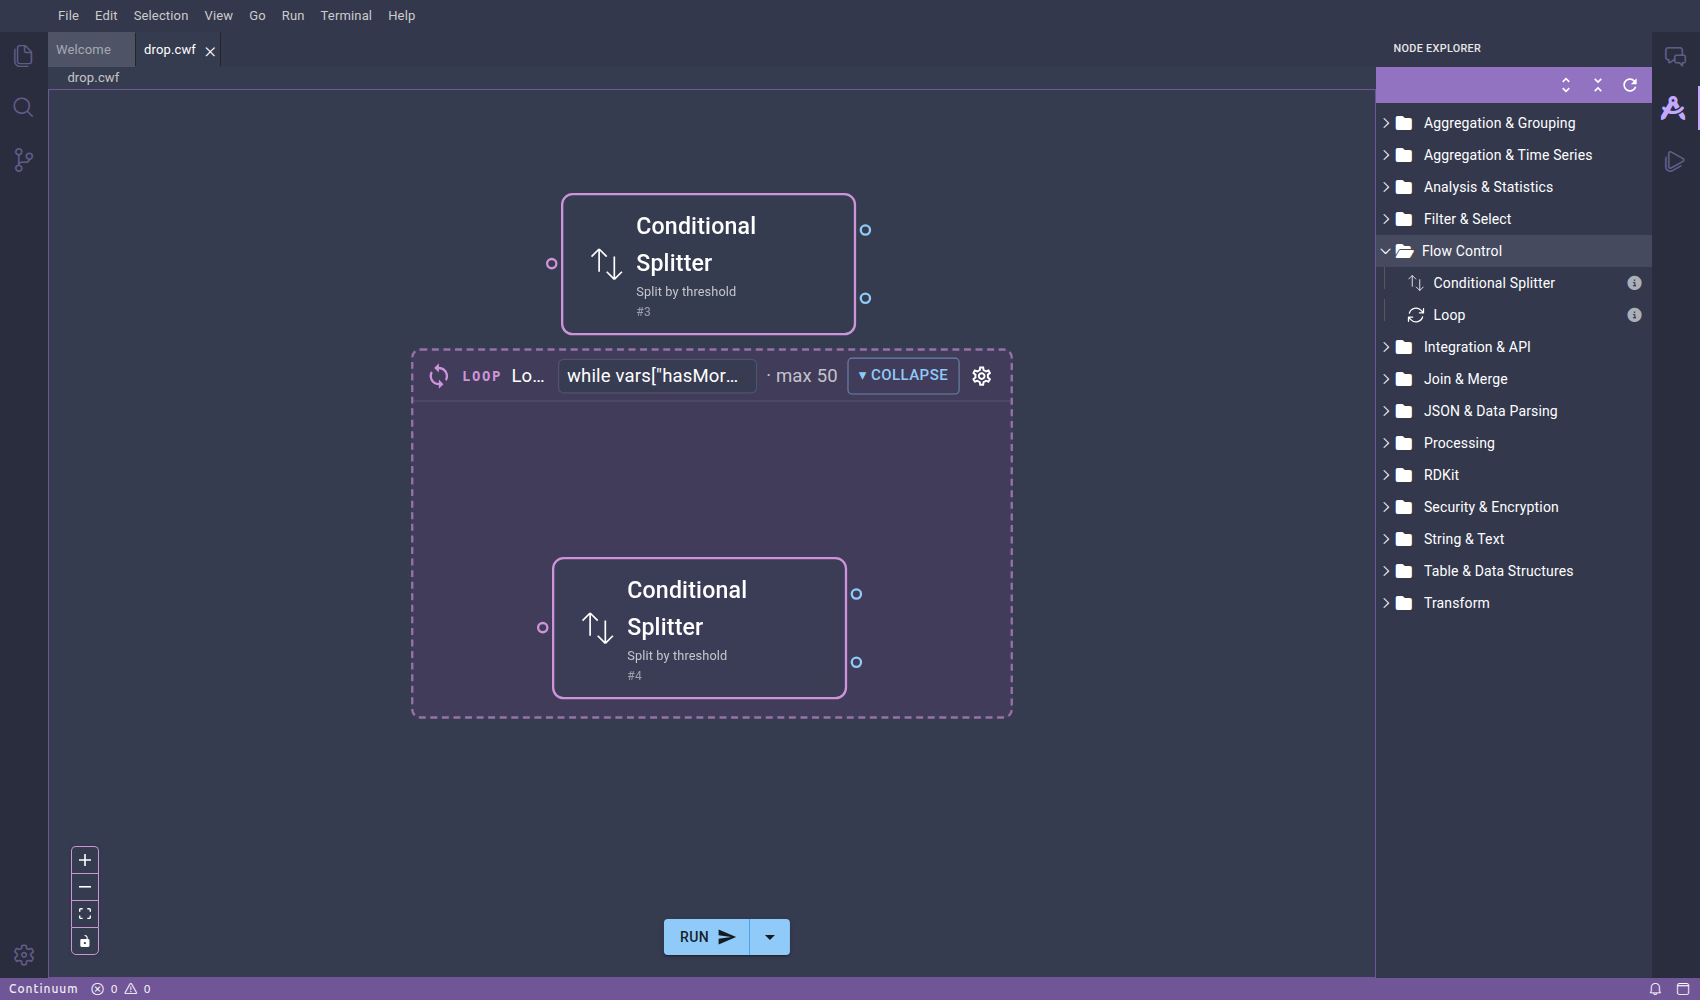 File Edit Selection View Go Run Terminal Help
Welcome
drop.cwf
drop.cwf
NODE EXPLORER
Conditional
Splitter
Split by threshold
#3
LOOP Lo... while vars["hasMor... · max 50 ▾ COLLAPSE
Conditional
Splitter
Split by threshold
#4
Aggregation & Grouping
Aggregation & Time Series
Analysis & Statistics
Filter & Select
Flow Control
Conditional Splitter
Loop
Integration & API
Join & Merge
JSON & Data Parsing
Processing
RDKit
Security & Encryption
String & Text
Table & Data Structures
Transform
RUN
Continuum 0 0